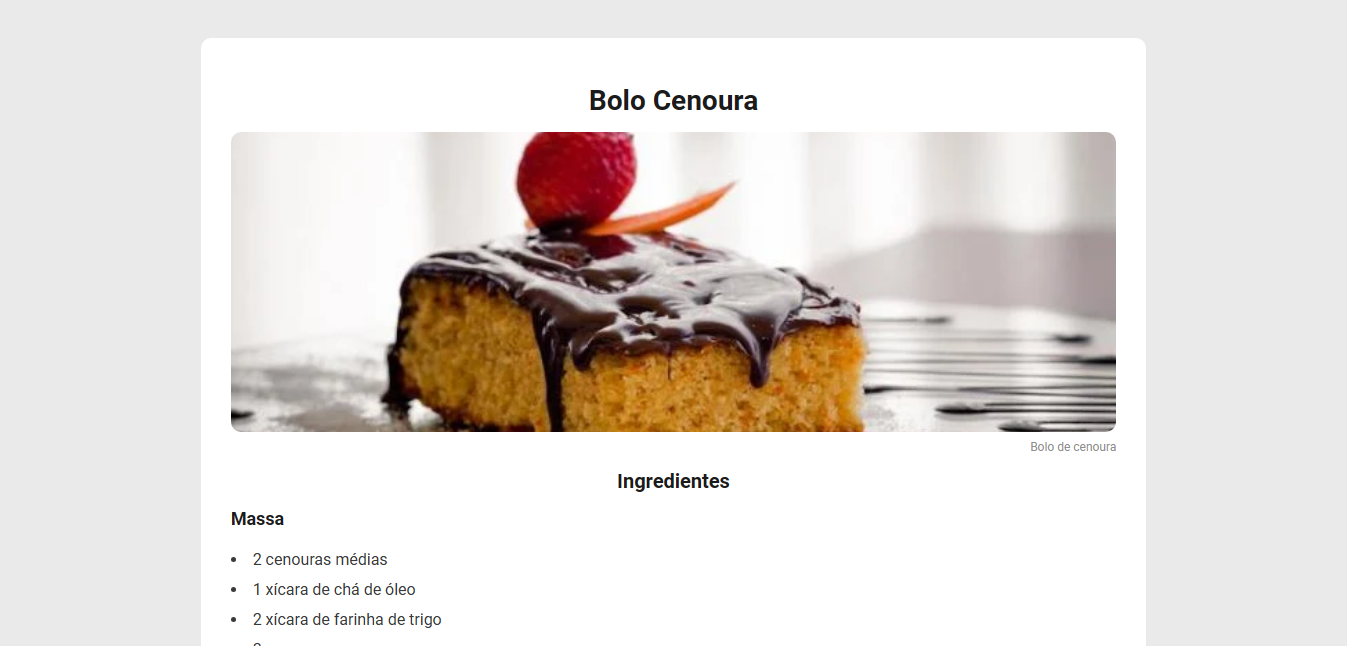 Bolo Cenoura
Bolo de cenoura
Ingredientes
Massa
2 cenouras médias
1 xícara de chá de óleo
2 xícara de farinha de trigo